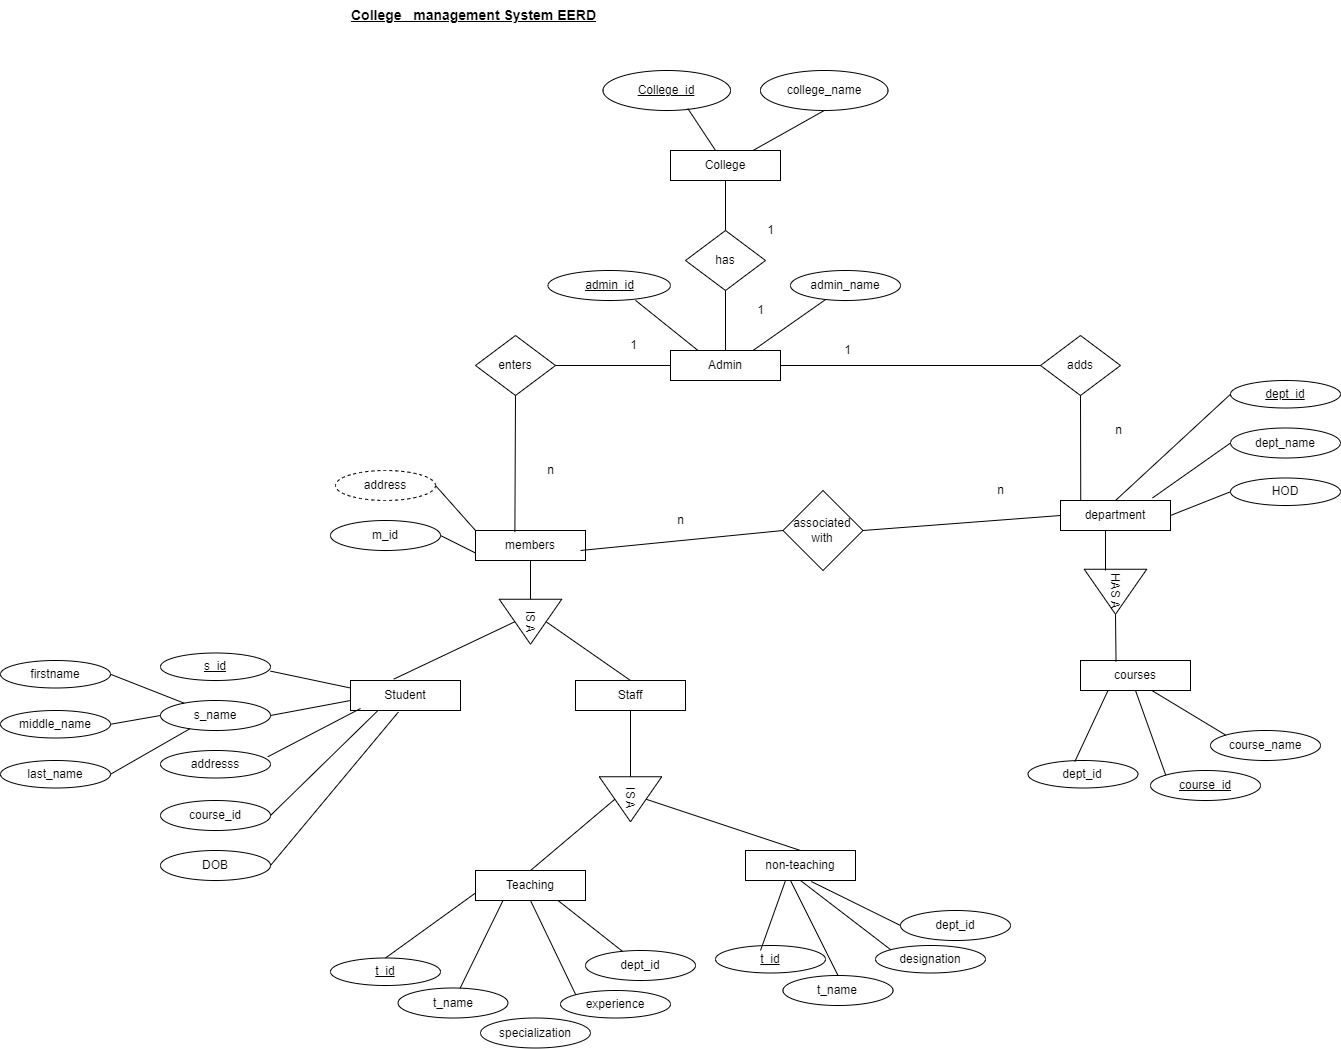 College   management System EERD
College_id
college_name
College
1
has
admin_id
admin_name
1
1
Admin
1
enters
adds
dept_id
n
dept_name
n
address
HOD
n
n
associated
with
department
m_id
members
HAS A
IS A
firstname
s_id
Student
Staff
courses
middle_name
s_name
last_name
addresss
course_name
dept_id
course_id
course_id
IS A
DOB
Teaching
non-teaching
t_id
dept_id
t_id
dept_id
designation
t_name
experience
t_name
specialization